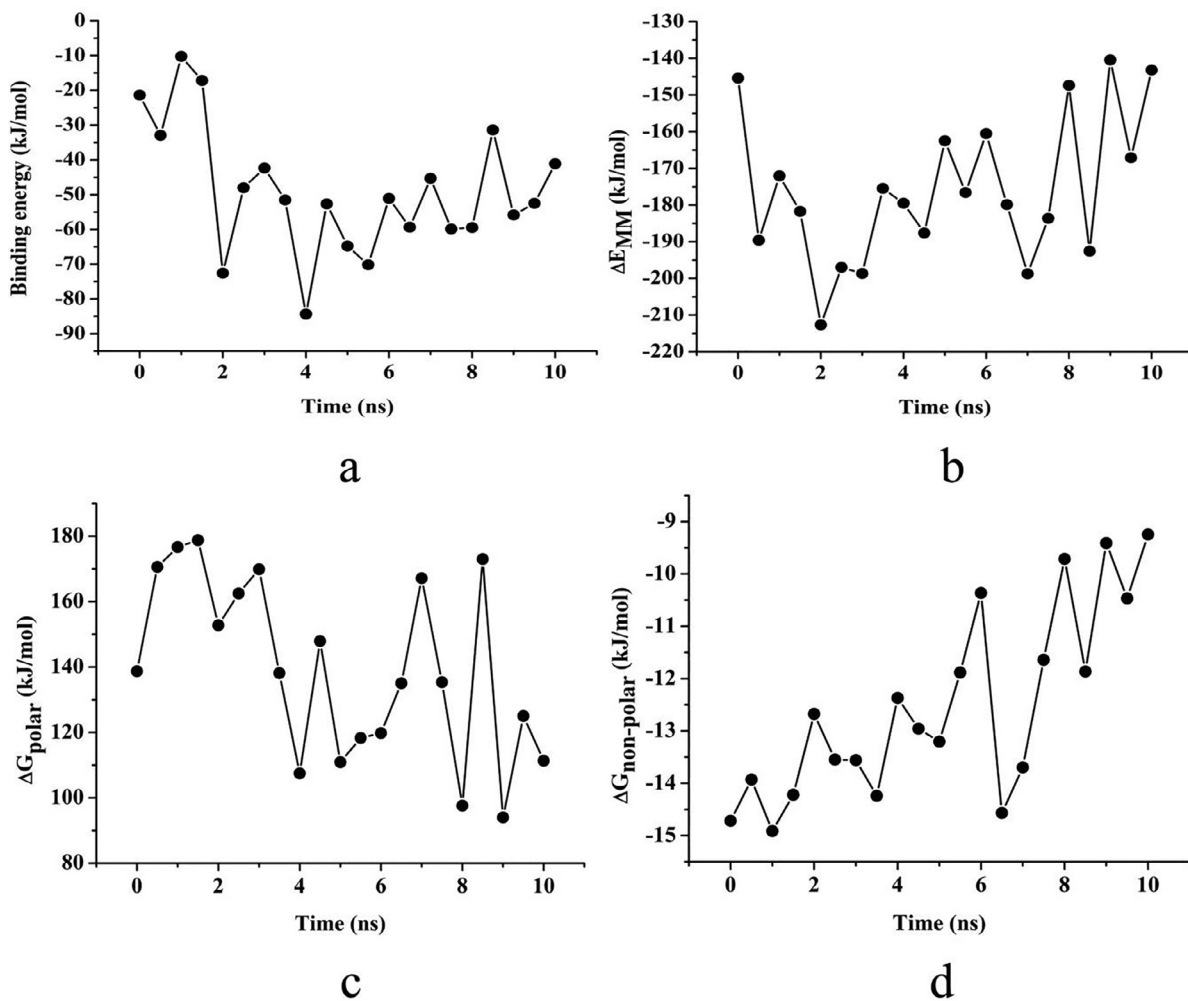 0
-10
-20
-30
-40
-50
-60
-70
-80
-90
Binding energy (kJ/mol)
0 2 4 6 8 10
Time (ns)
a
-130
-140
-150
-160
-170
-180
-190
-200
-210
-220
ΔEMM (kJ/mol)
0 2 4 6 8 10
Time (ns)
b
180
160
140
120
100
80
ΔGpolar (kJ/mol)
0 2 4 6 8 10
Time (ns)
c
-9
-10
-11
-12
-13
-14
-15
ΔGnon-polar (kJ/mol)
0 2 4 6 8 10
Time (ns)
d